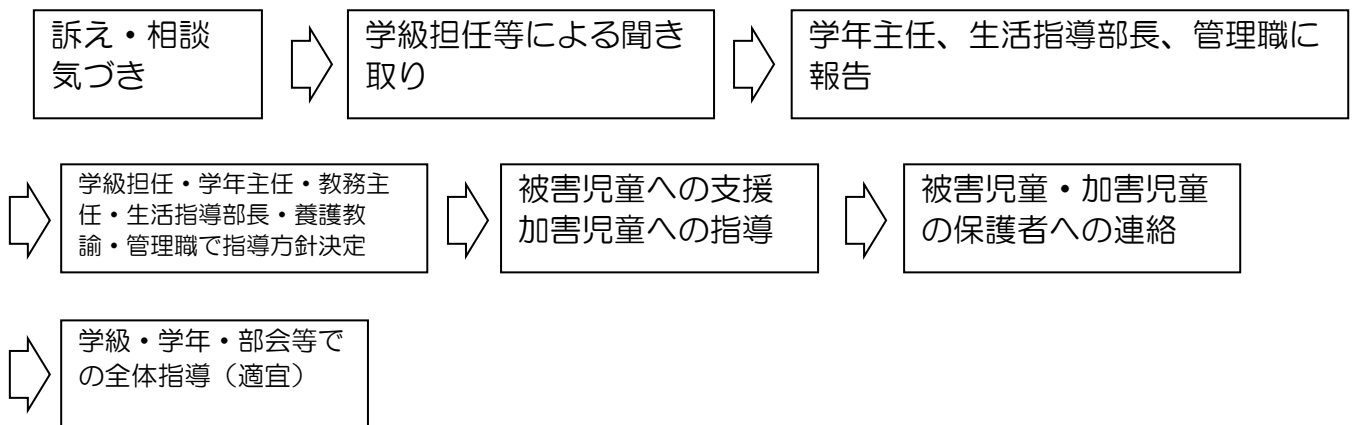 訴え・相談
気づき
学級担任等による聞き
取り
学年主任、生活指導部長、管理職に
報告
学級担任・学年主任・教務主
任・生活指導部長・養護教
諭・管理職で指導方針決定
被害児童への支援
加害児童への指導
被害児童・加害児童
の保護者への連絡
学級・学年・部会等で
の全体指導（適宜）